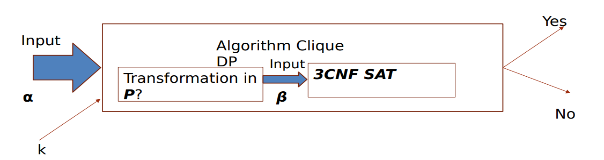 Yes
Input
Algorithm Clique
DP
Input
Transformation in
P?
3CNF SAT
α
β
No
k